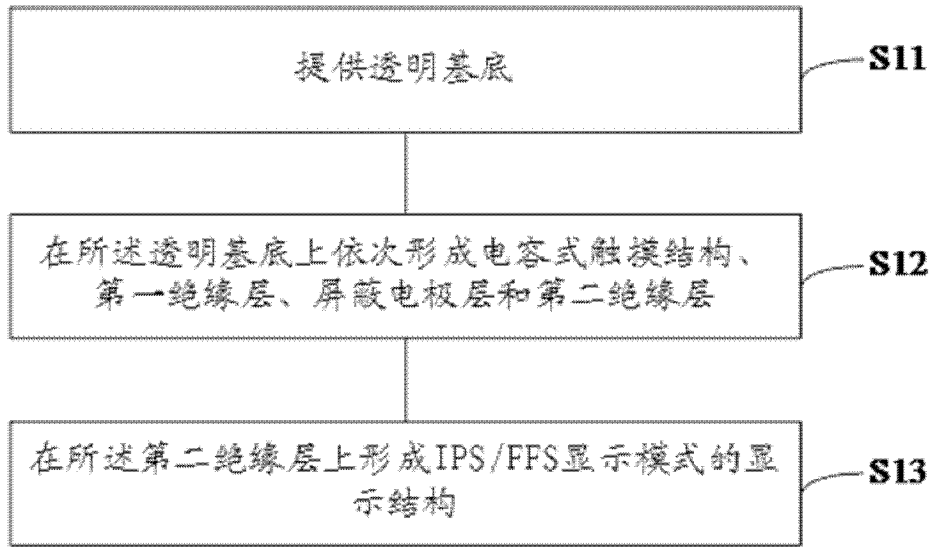 提供透明基底
S11
在所述透明基底上依次形成电容式触摸结构、
第一绝缘层、屏蔽电极层和第二绝缘层
S12
在所述第二绝缘层上形成IPS/FFS显示模式的显
示结构
S13